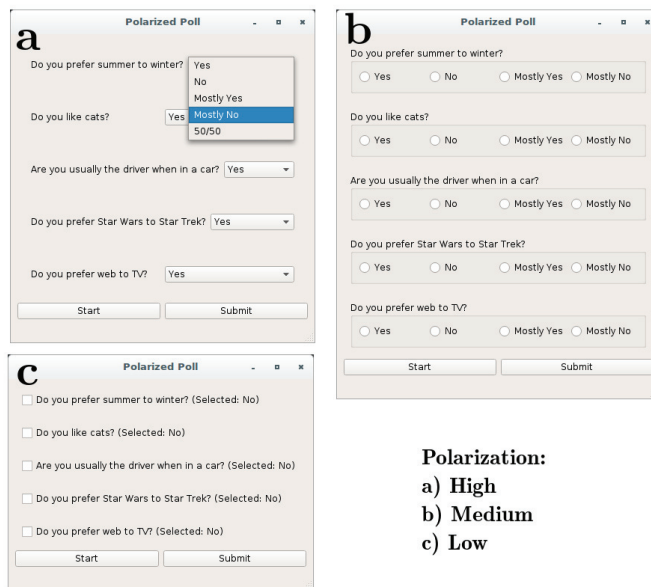 a
Polarized Poll
Do you prefer summer to winter?
Yes
No
Mostly Yes
Mostly No
50/50
Do you like cats? Yes
Are you usually the driver when in a car? Yes
Do you prefer Star Wars to Star Trek? Yes
Do you prefer web to TV? Yes
Start Submit
b
Polarized Poll
Do you prefer summer to winter?
Yes No Mostly Yes Mostly No
Do you like cats?
Yes No Mostly Yes Mostly No
Are you usually the driver when in a car?
Yes No Mostly Yes Mostly No
Do you prefer Star Wars to Star Trek?
Yes No Mostly Yes Mostly No
Do you prefer web to TV?
Yes No Mostly Yes Mostly No
Start Submit
c
Polarized Poll
Do you prefer summer to winter? (Selected: No)
Do you like cats? (Selected: No)
Are you usually the driver when in a car? (Selected: No)
Do you prefer Star Wars to Star Trek? (Selected: No)
Do you prefer web to TV? (Selected: No)
Start Submit
Polarization:
a) High
b) Medium
c) Low